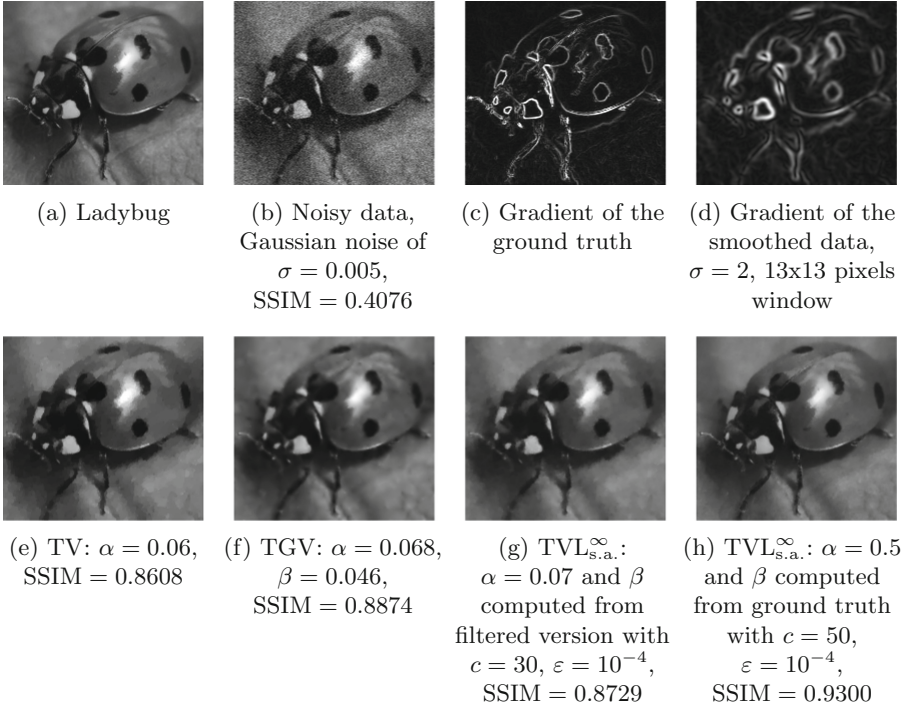 (a) Ladybug
(b) Noisy data,
Gaussian noise of
σ = 0.005,
SSIM = 0.4076
(c) Gradient of the
ground truth
(d) Gradient of the
smoothed data,
σ = 2, 13x13 pixels
window
(e) TV: α = 0.06,
SSIM = 0.8608
(f) TGV: α = 0.068,
β = 0.046,
SSIM = 0.8874
(g) TVL∞s.a.:
α = 0.07 and β
computed from
filtered version with
c = 30, ε = 10⁻⁴,
SSIM = 0.8729
(h) TVL∞s.a.: α = 0.5
and β computed
from ground truth
with c = 50,
ε = 10⁻⁴,
SSIM = 0.9300